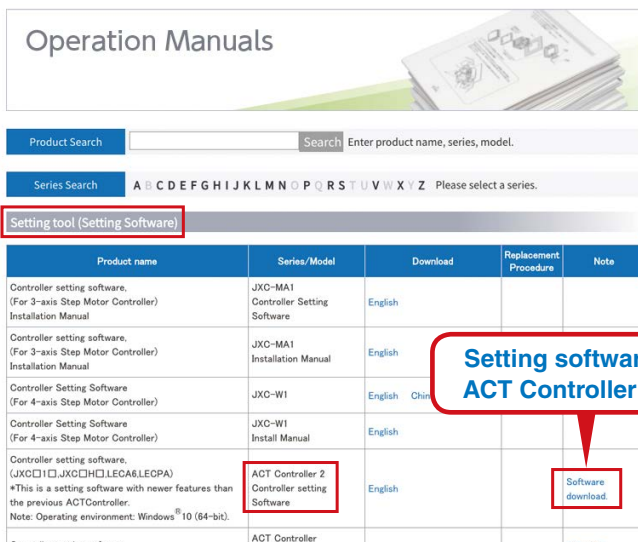 Operation Manuals
Product Search
Search Enter product name, series, model.
Series Search A B C D E F G H I J K L M N O P Q R S T U V W X Y Z Please select a series.
Setting tool (Setting Software)
Product name Series/Model Download Replacement Procedure Note
Controller setting software,
(For 3-axis Step Motor Controller)
Installation Manual
JXC-MA1
Controller Setting
Software
English
Controller setting software,
(For 3-axis Step Motor Controller)
Installation Manual
JXC-MA1
Installation Manual
English
Setting softwar
ACT Controller
Controller Setting Software
(For 4-axis Step Motor Controller)
JXC-W1
English Chin
Controller Setting Software
(For 4-axis Step Motor Controller)
JXC-W1
Install Manual
English
Controller setting software,
(JXC□1□,JXC□H□,LECA6,LECPA)
*This is a setting software with newer features than
the previous ACTController.
Note: Operating environment: Windows®10 (64-bit).
ACT Controller 2
Controller setting
Software
English
Software
download.
ACT Controller